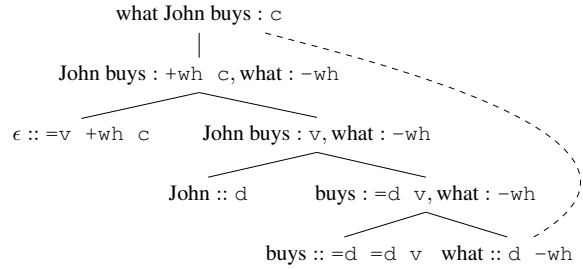 what John buys : c
John buys : +wh c, what : −wh
ϵ :: =v +wh c John buys : v, what : −wh
John :: d buys : =d v, what : −wh
buys :: =d =d v what :: d −wh